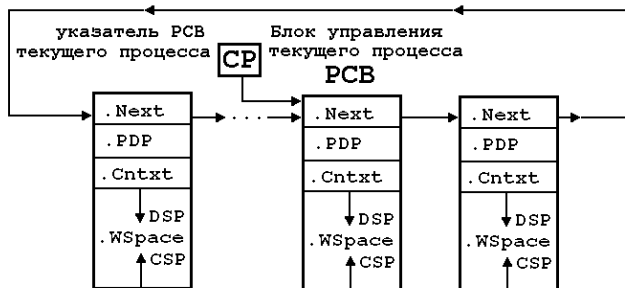 указатель PCB
текущего процесса
CP
Блок управления
текущего процесса
PCB
.Next
.PDP
.Cntxt
DSP
.WSpace
CSP
....
.Next
.PDP
.Cntxt
DSP
.WSpace
CSP
.Next
.PDP
.Cntxt
DSP
.WSpace
CSP